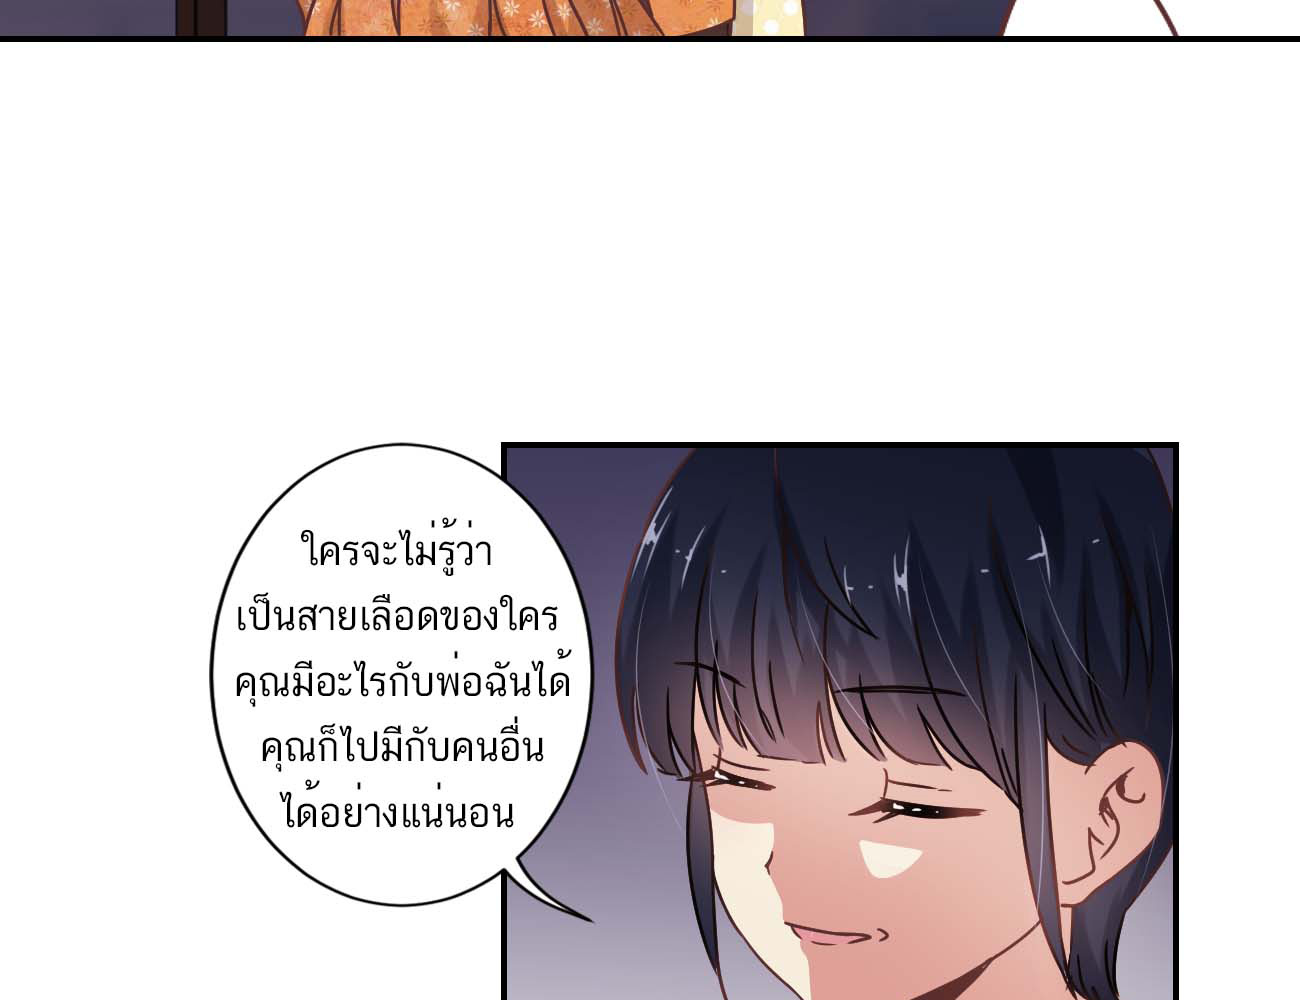 ใครจะไม่รู้ว่า
เป็นสายเลือดของใคร
คุณมีอะไรกับพ่อฉันได้
คุณก็ไปมีกับคนอื่น
ได้อย่างแน่นอน